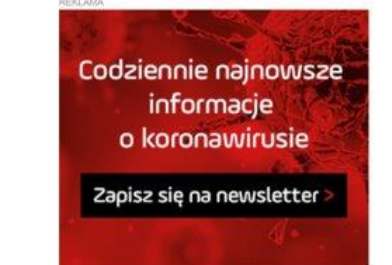 REKLAMA
Codziennie najnowsze
informacje
o koronawirusie
Zapisz się na newsletter >